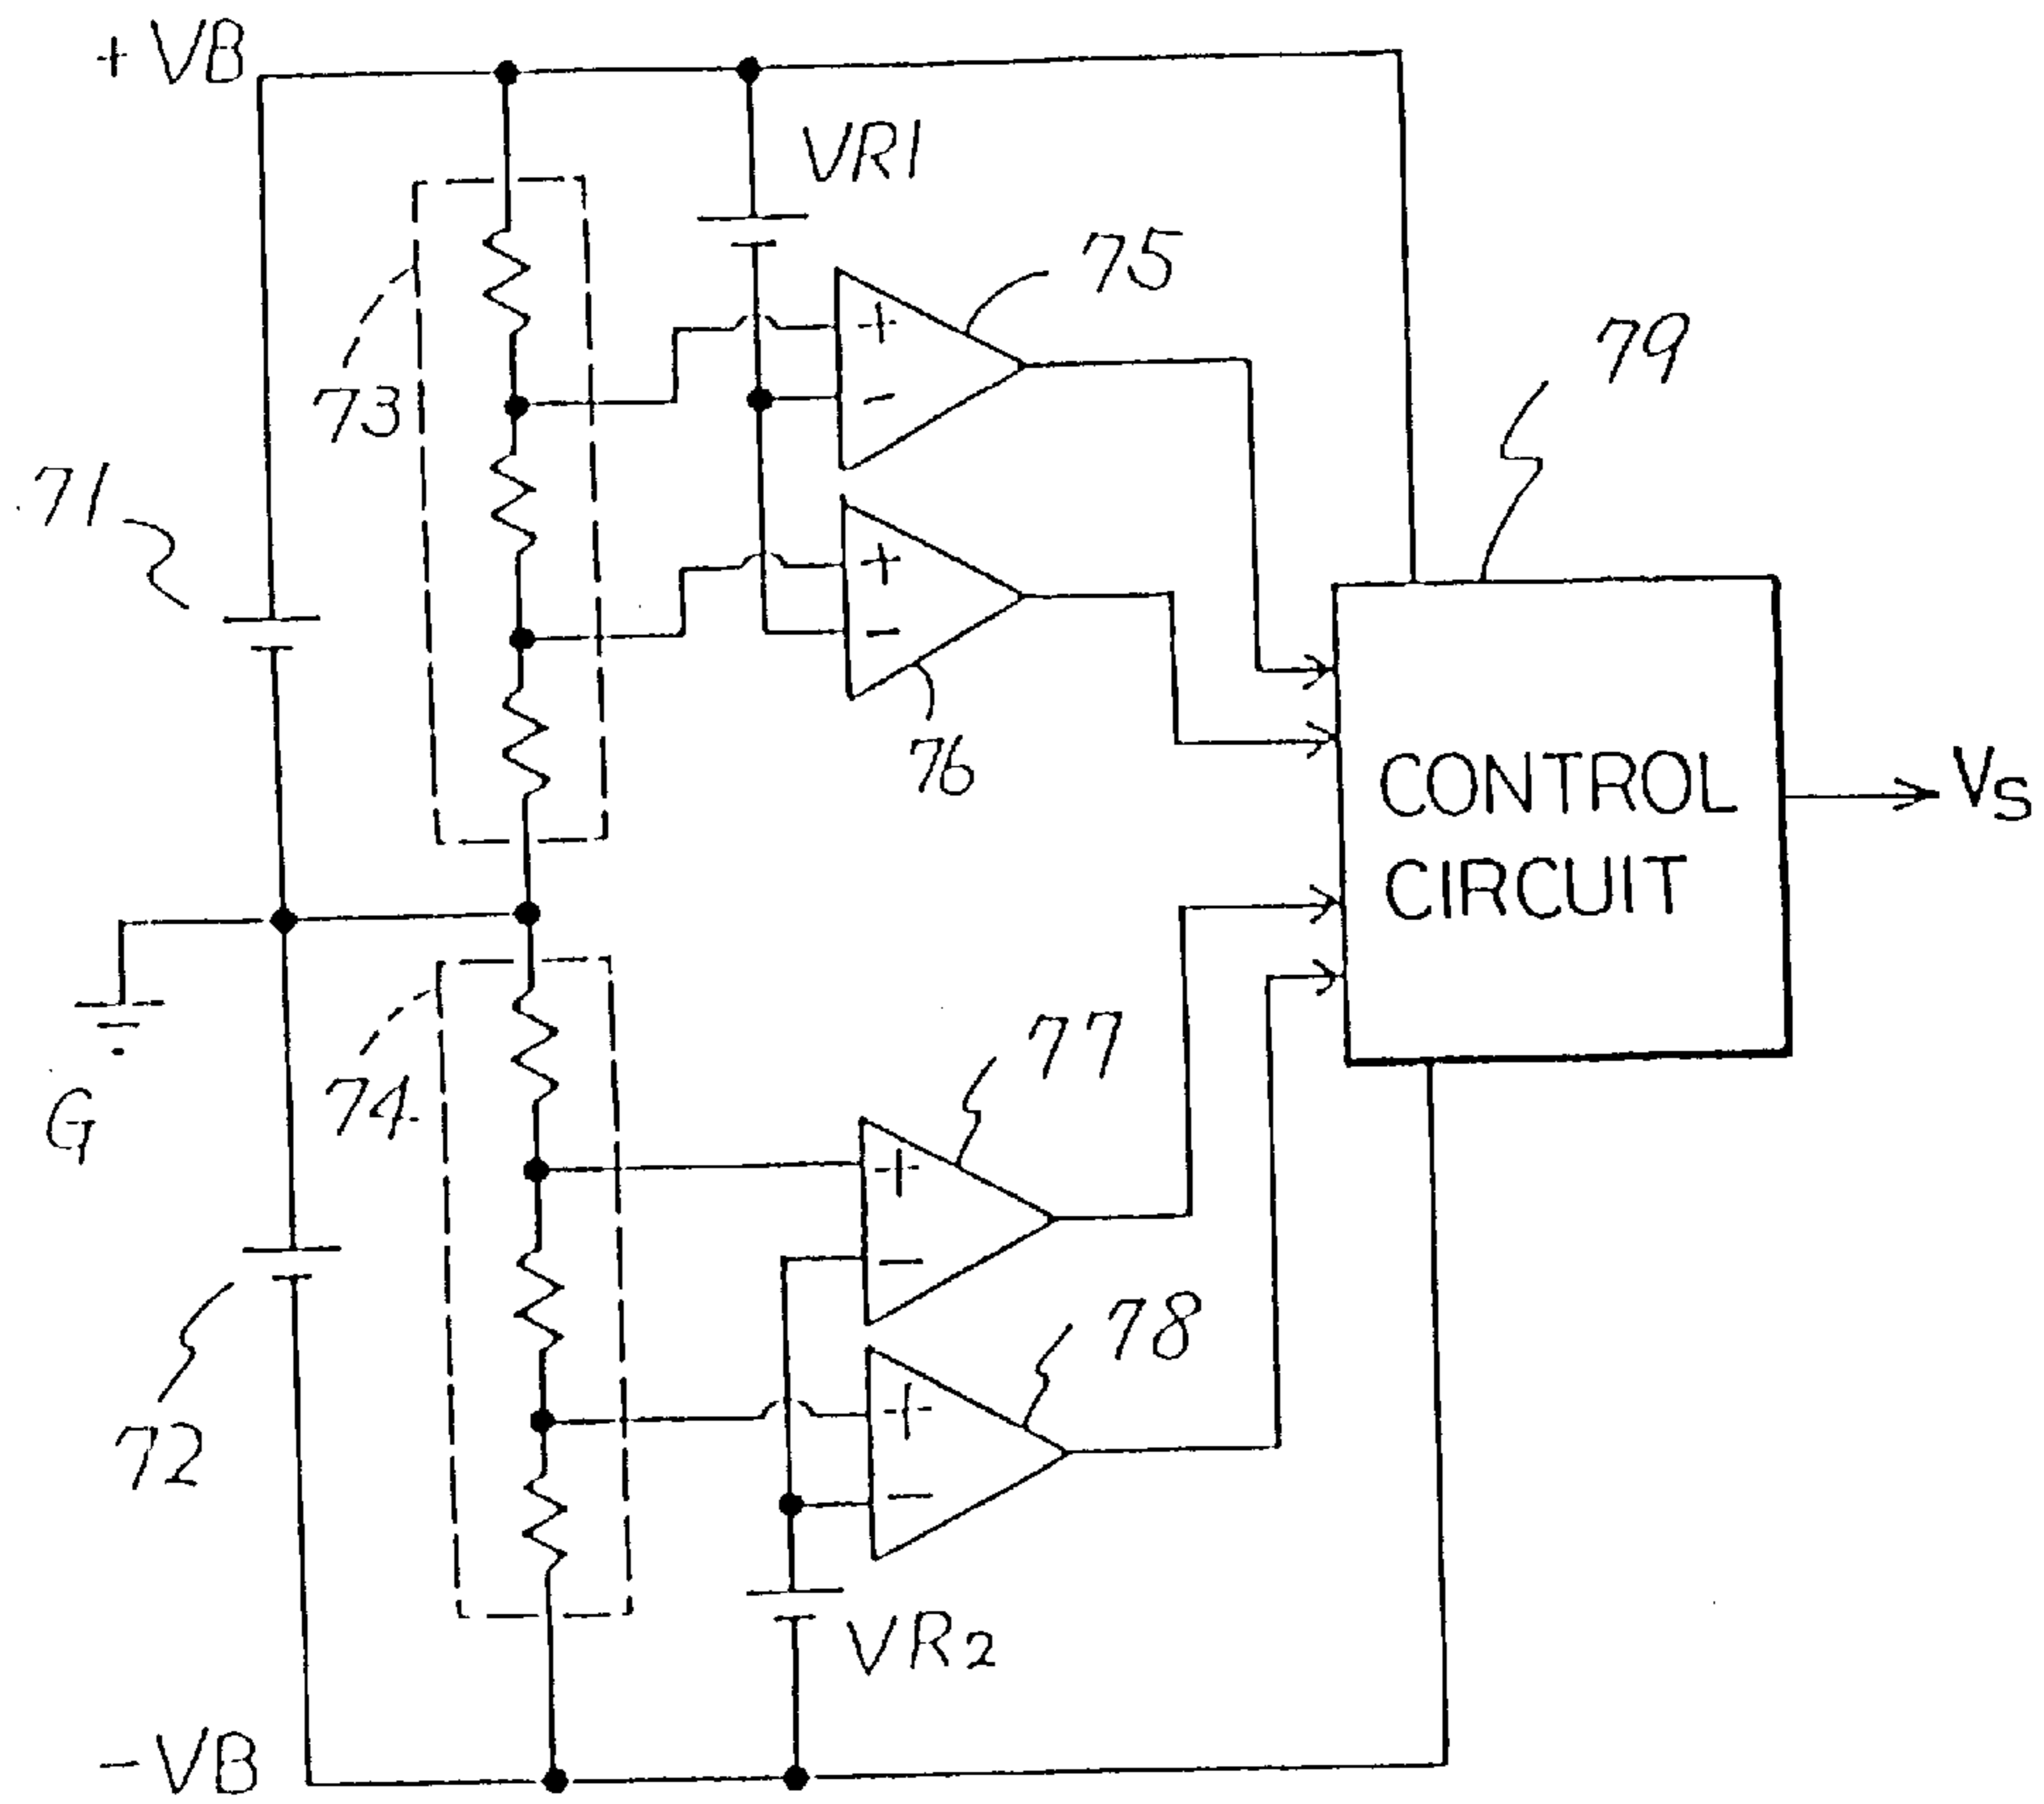 +VB
VR1
75
79
73
71
76
CONTROL
CIRCUIT
VS
G
74
77
78
72
VR2
-VB
+
-
+
-
+
-
+
-